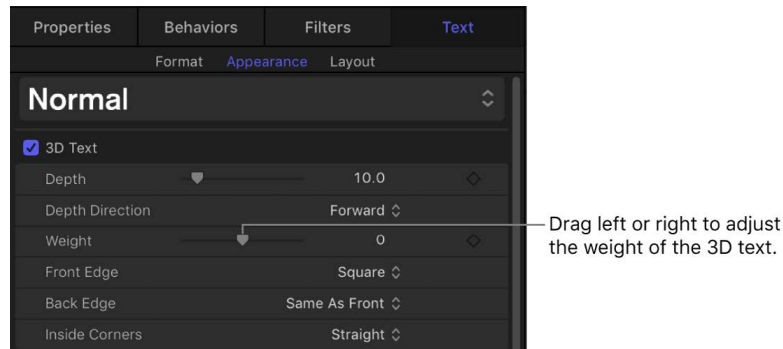 Properties Behaviors Filters Text
Format Appearance Layout
Normal
3D Text
Depth 10.0
Depth Direction Forward
Weight 0
Drag left or right to adjust
the weight of the 3D text.
Front Edge Square
Back Edge Same As Front
Inside Corners Straight